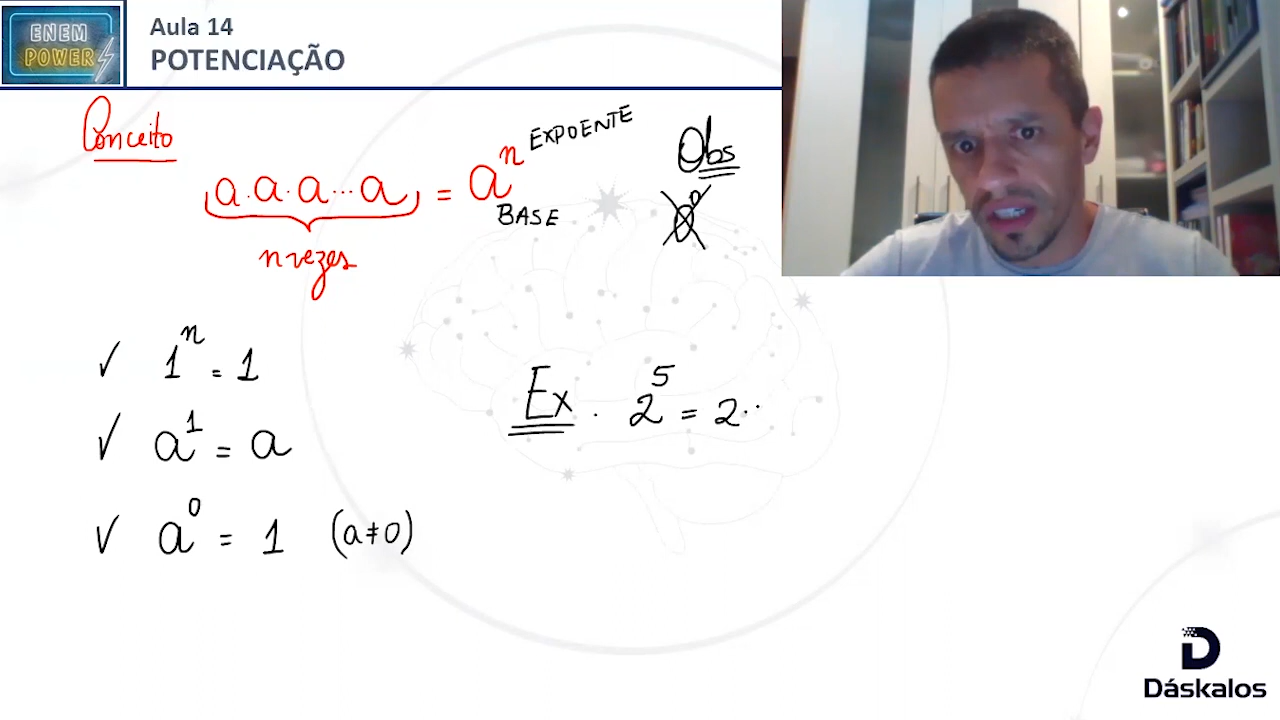 ENEM
POWER
Aula 14
POTENCIAÇÃO
Conceito
a.a.a...a = aⁿ EXPOENTE
BASE
n vezes
Obs
0⁰
✓ 1ⁿ = 1
✓ a¹ = a
✓ a⁰ = 1 (a≠0)
Ex. 2⁵ = 2..
Dáskalos